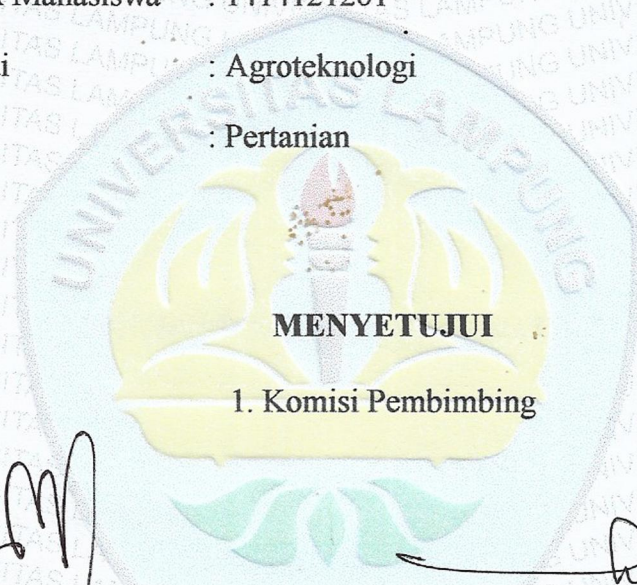 Mahasiswa
: Agroteknologi
: Pertanian
UNIVERSITAS LAMPUNG
MENYETUJUI
1. Komisi Pembimbing